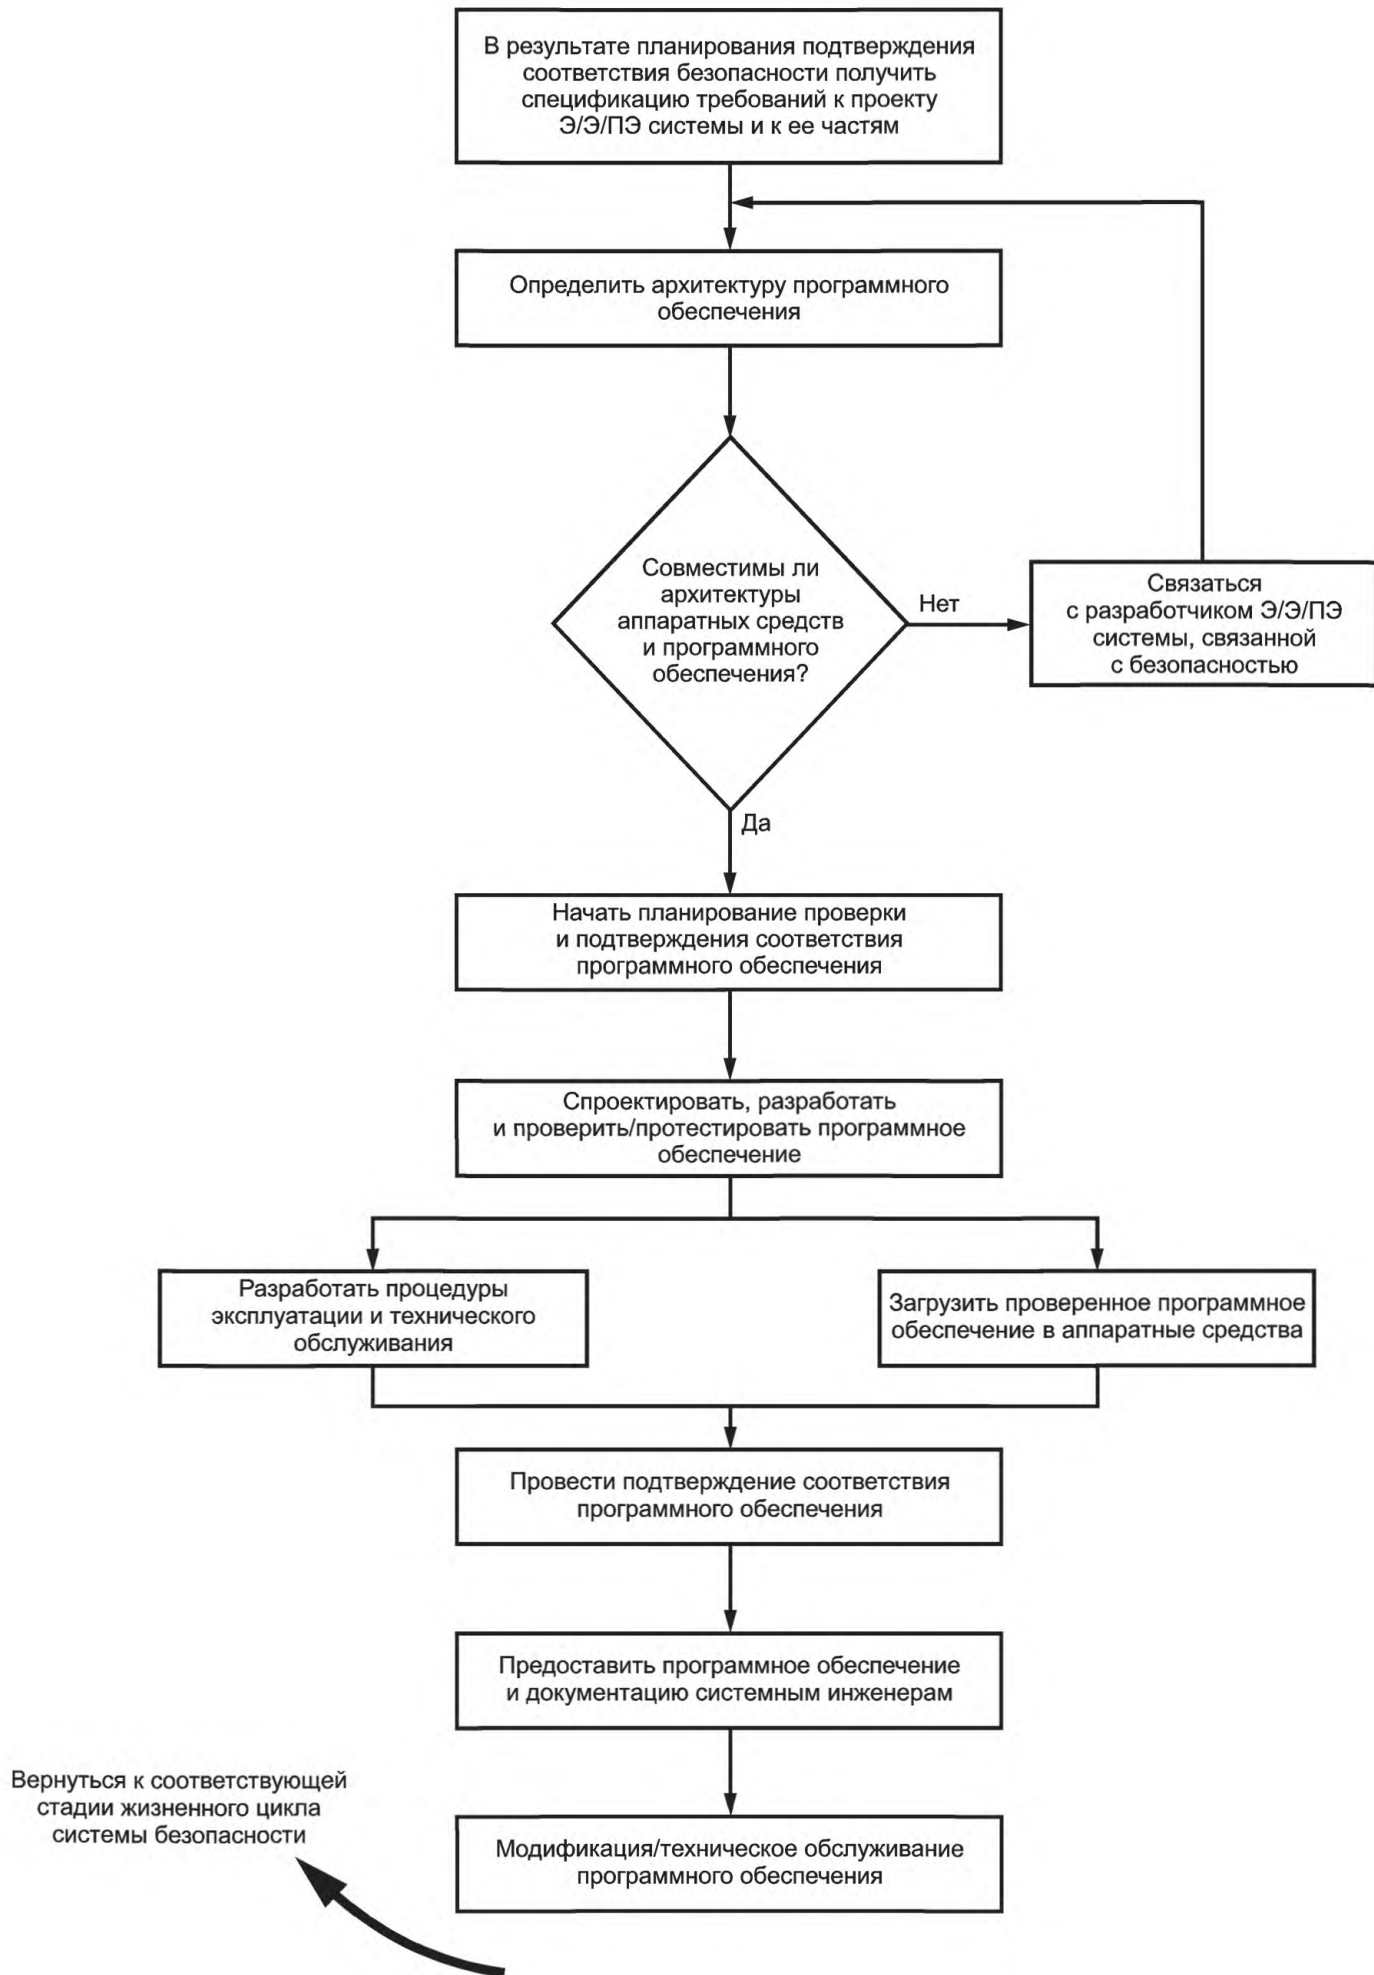 В результате планирования подтверждения
соответствия безопасности получить
спецификацию требований к проекту
Э/Э/ПЭ системы и к ее частям
Определить архитектуру программного
обеспечения
Совместимы ли
архитектуры
аппаратных средств
и программного
обеспечения?
Нет
Связаться
с разработчиком Э/Э/ПЭ
системы, связанной
с безопасностью
Да
Начать планирование проверки
и подтверждения соответствия
программного обеспечения
Спроектировать, разработать
и проверить/протестировать программное
обеспечение
Разработать процедуры
эксплуатации и технического
обслуживания
Загрузить проверенное программное
обеспечение в аппаратные средства
Провести подтверждение соответствия
программного обеспечения
Предоставить программное обеспечение
и документацию системным инженерам
Вернуться к соответствующей
стадии жизненного цикла
системы безопасности
Модификация/техническое обслуживание
программного обеспечения